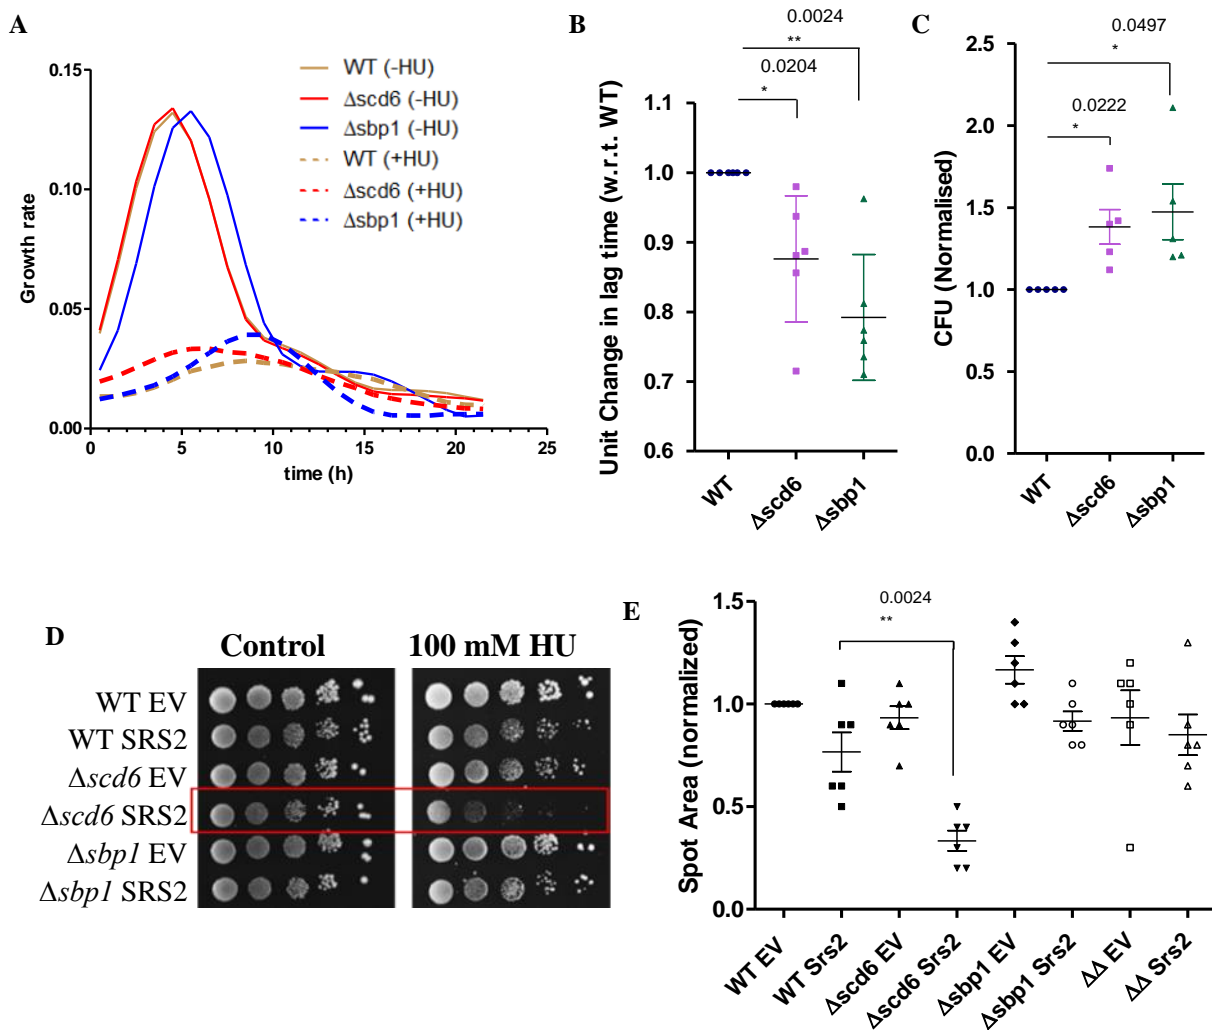 A
Growth rate
0.15
0.10
0.05
0.00
0
5
10
15
20
25
time (h)
WT (-HU)
Δscd6 (-HU)
Δsbp1 (-HU)
WT (+HU)
Δscd6 (+HU)
Δsbp1 (+HU)
B
Unit Change in lag time (w.r.t. WT)
0.0024
**
0.0204
*
1.1
1.0
0.9
0.8
0.7
0.6
WT
Δscd6
Δsbp1
C
CFU (Normalised)
0.0497
*
0.0222
*
2.5
2.0
1.5
1.0
0.5
0.0
WT
Δscd6
Δsbp1
D
Control
100 mM HU
WT EV
WT SRS2
Δscd6 EV
Δscd6 SRS2
Δsbp1 EV
Δsbp1 SRS2
E
Spot Area (normalized)
0.0024
**
1.5
1.0
0.5
0.0
WT EV
WT Srs2
Δscd6 EV
Δscd6 Srs2
Δsbp1 EV
Δsbp1 Srs2
ΔΔ EV
ΔΔ Srs2